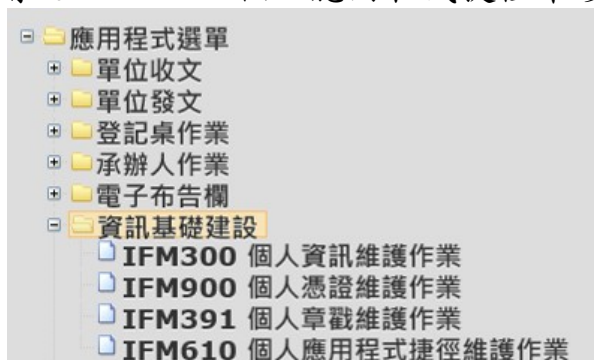 應用程式選單
單位收文
單位發文
登記桌作業
承辦人作業
電子布告欄
資訊基礎建設
IFM300 個人資訊維護作業
IFM900 個人憑證維護作業
IFM391 個人章戳維護作業
IFM610 個人應用程式捷徑維護作業